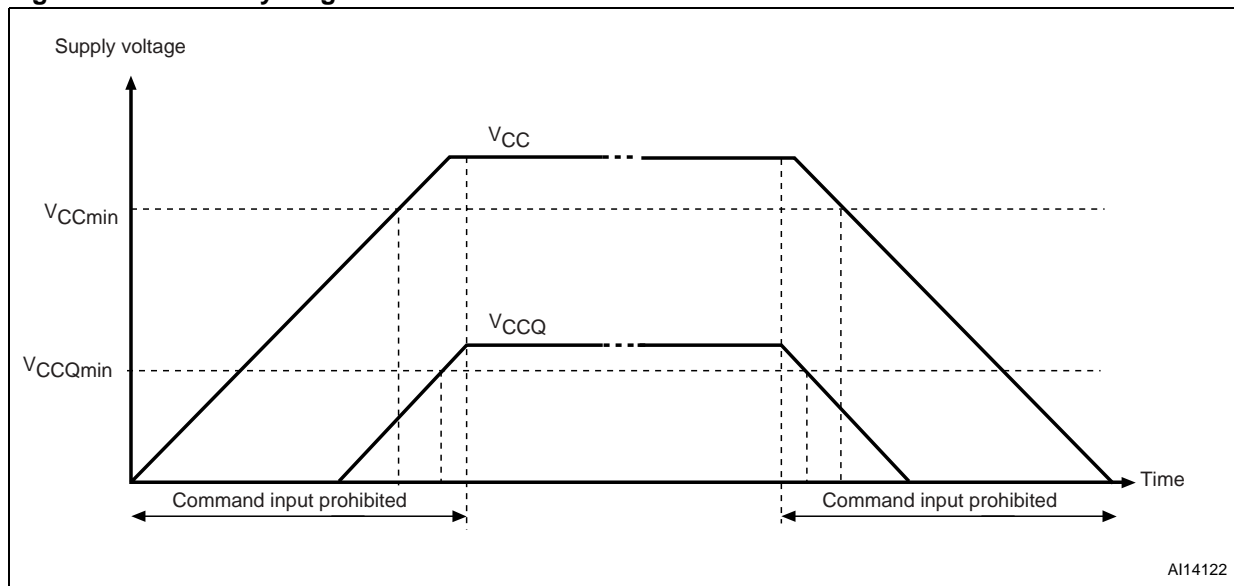 Supply voltage
VCC
VCCmin
VCCQ
VCCQmin
Time
Command input prohibited
Command input prohibited
AI14122